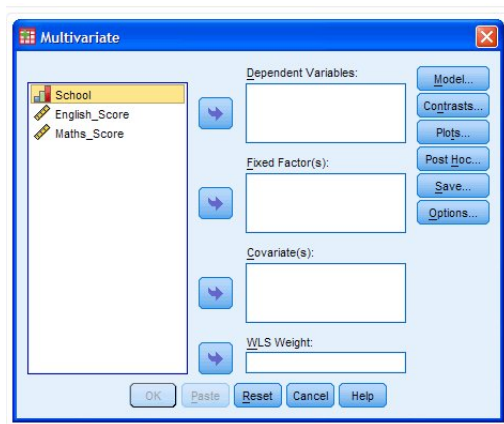 Multivariate
School
English_Score
Maths_Score
Dependent Variables:
Fixed Factor(s):
Covariate(s):
WLS Weight:
Model...
Contrasts...
Plots...
Post Hoc...
Save...
Options...
OK
Paste
Reset
Cancel
Help